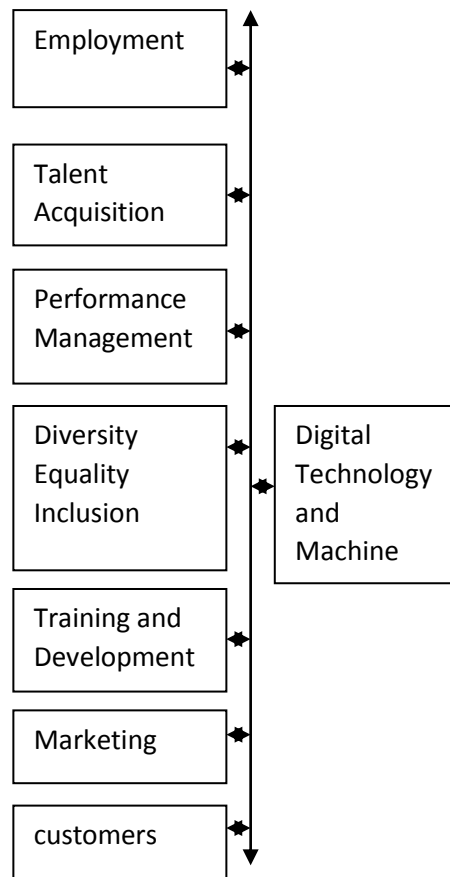 Employment
Talent
Acquisition
Performance
Management
Diversity
Equality
Inclusion
Digital
Technology
and
Machine
Training and
Development
Marketing
customers